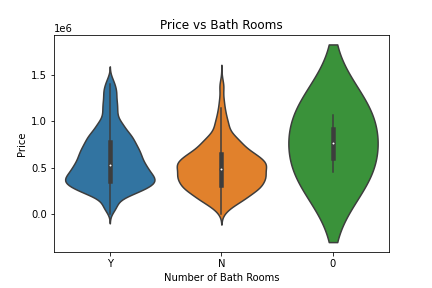 Price vs Bath Rooms
1e6
1.5
1.0
0.5
0.0
Price
Y
N
0
Number of Bath Rooms